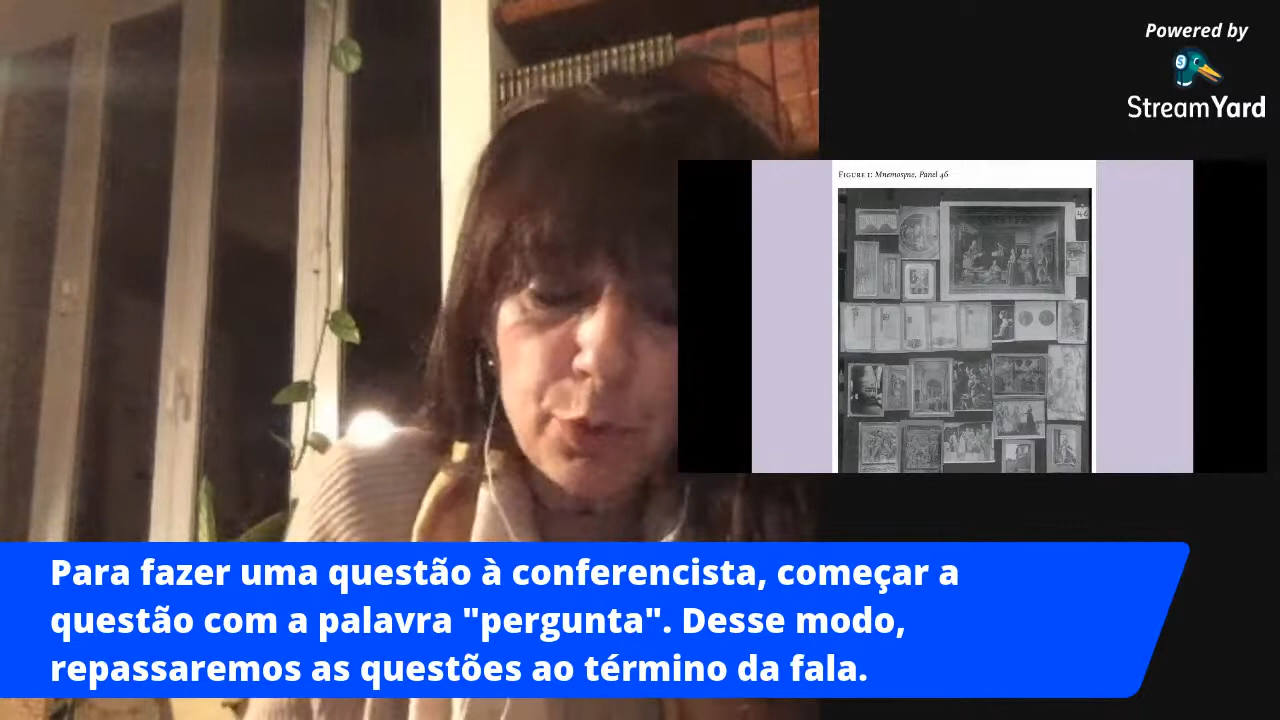 Powered by
StreamYard
FIGURE 1: Mnemosyne, Panel 46
46
Para fazer uma questão à conferencista, começar a
questão com a palavra "pergunta". Desse modo,
repassaremos as questões ao término da fala.